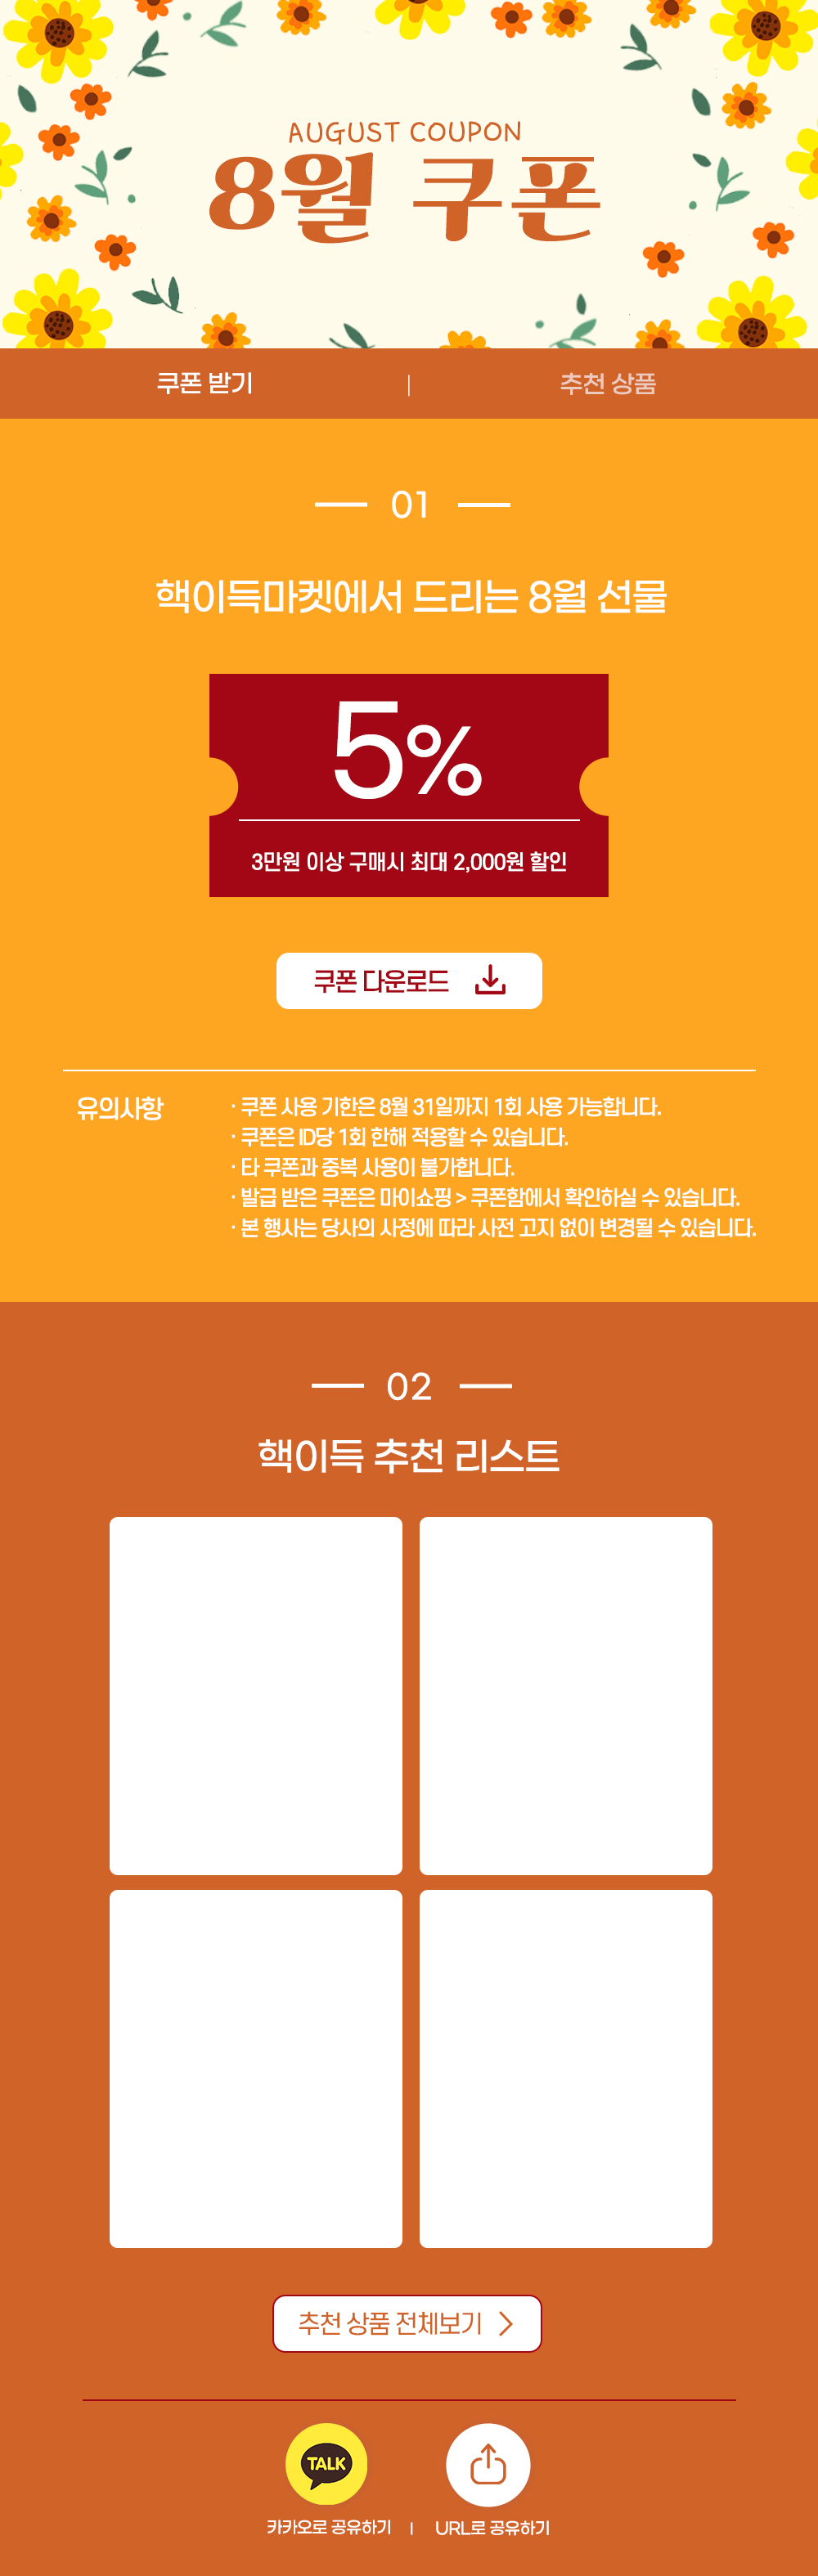 AUGUST COUPON
8월 쿠폰
쿠폰 받기 | 추천 상품
01
핵이득마켓에서 드리는 8월 선물
5%
3만원 이상 구매시 최대 2,000원 할인
쿠폰 다운로드
유의사항
· 쿠폰 사용 기한은 8월 31일까지 1회 사용 가능합니다.
· 쿠폰은 ID당 1회 한해 적용할 수 있습니다.
· 타 쿠폰과 중복 사용이 불가합니다.
· 발급 받은 쿠폰은 마이쇼핑 > 쿠폰함에서 확인하실 수 있습니다.
· 본 행사는 당사의 사정에 따라 사전 고지 없이 변경될 수 있습니다.
02
핵이득 추천 리스트
추천 상품 전체보기
TALK
카카오로 공유하기 | URL로 공유하기